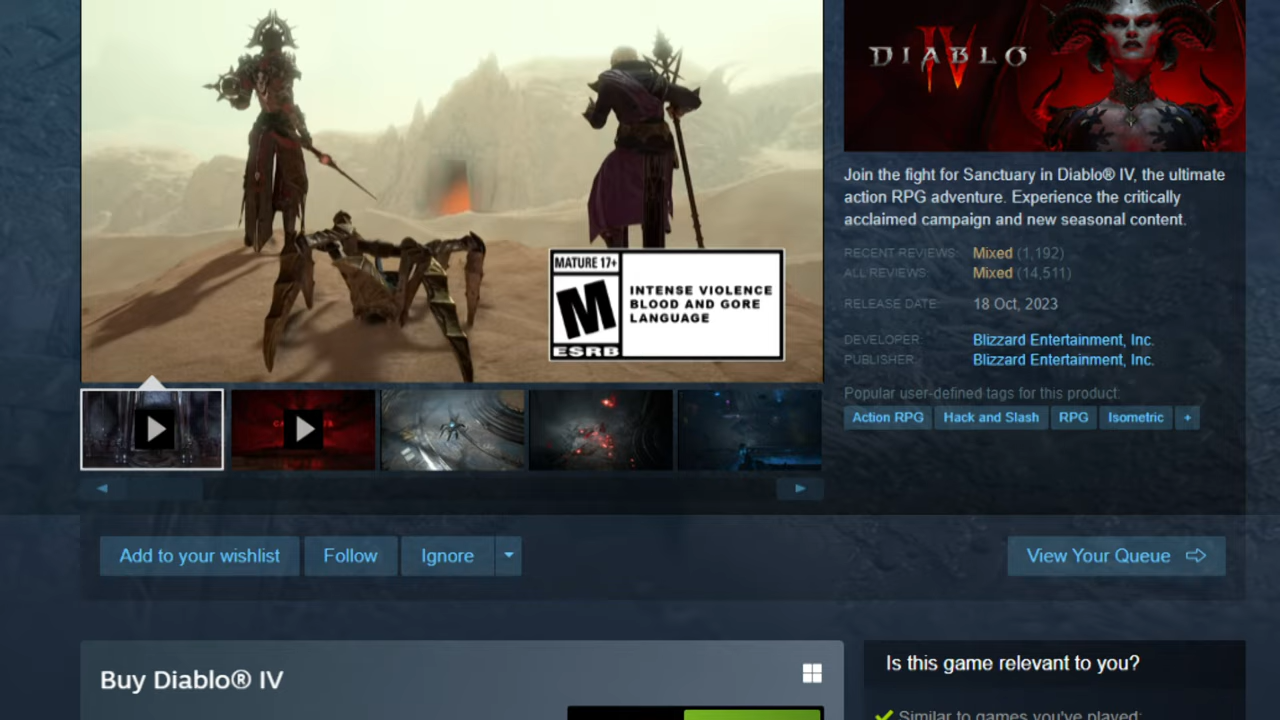 DIABLO IV
Join the fight for Sanctuary in Diablo® IV, the ultimate
action RPG adventure. Experience the critically
acclaimed campaign and new seasonal content.
RECENT REVIEWS: Mixed (1,192)
ALL REVIEWS: Mixed (14,511)
RELEASE DATE: 18 Oct, 2023
DEVELOPER: Blizzard Entertainment, Inc.
PUBLISHER: Blizzard Entertainment, Inc.
Popular user-defined tags for this product:
Action RPG Hack and Slash RPG Isometric +
MATURE 17+
M
ESRB
INTENSE VIOLENCE
BLOOD AND GORE
LANGUAGE
Add to your wishlist Follow Ignore View Your Queue
Buy Diablo® IV
Is this game relevant to you?
Similar to games you've played: